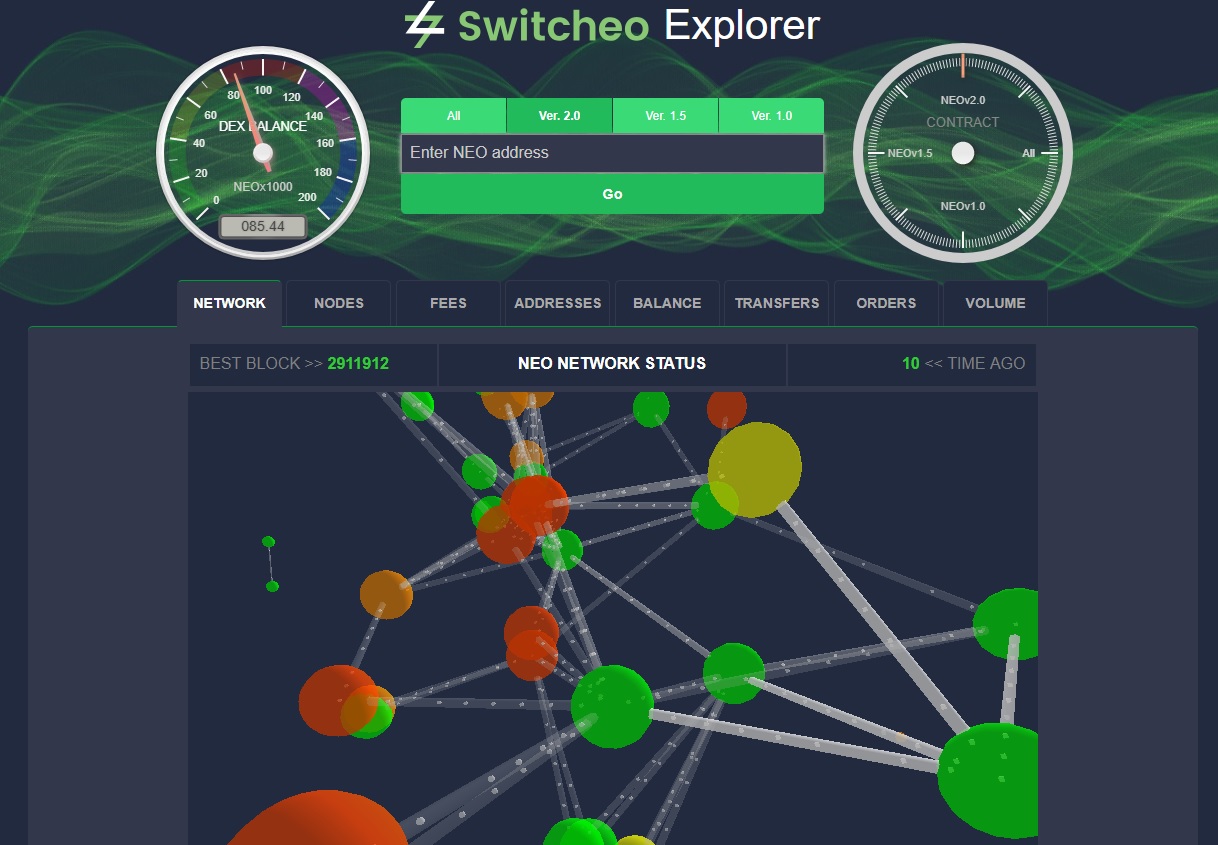 Switcheo Explorer
0
20
40
60
80
100
120
140
160
180
200
DEX BALANCE
NEOx1000
085.44
All
Ver. 2.0
Ver. 1.5
Ver. 1.0
Enter NEO address
Go
NEOv2.0
CONTRACT
NEOv1.5
All
NEOv1.0
NETWORK
NODES
FEES
ADDRESSES
BALANCE
TRANSFERS
ORDERS
VOLUME
BEST BLOCK >> 2911912
NEO NETWORK STATUS
10 << TIME AGO